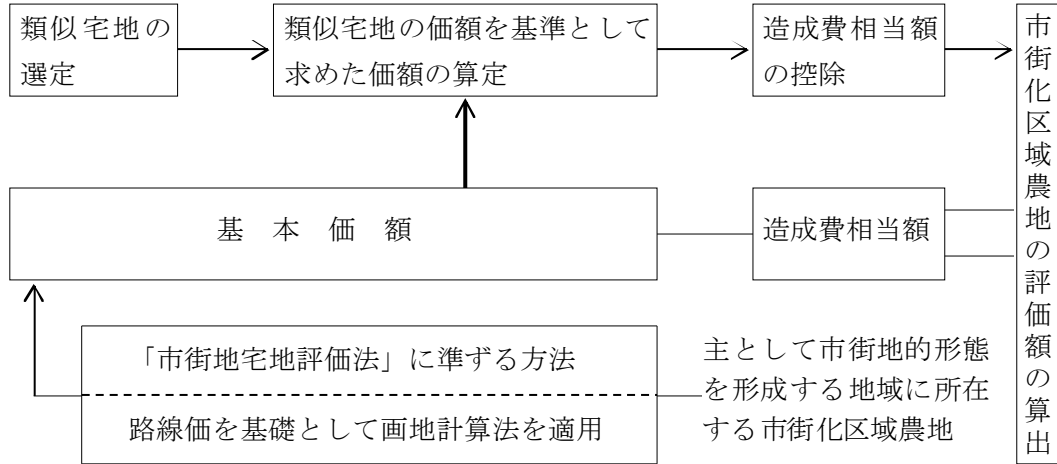 類似宅地の
選定
類似宅地の価額を基準として
求めた価額の算定
造成費相当額
の控除
市街化区域農地の評価額の算出
基本価額
造成費相当額
「市街地宅地評価法」に準ずる方法
路線価を基礎として画地計算法を適用
主として市街地的形態
を形成する地域に所在
する市街化区域農地